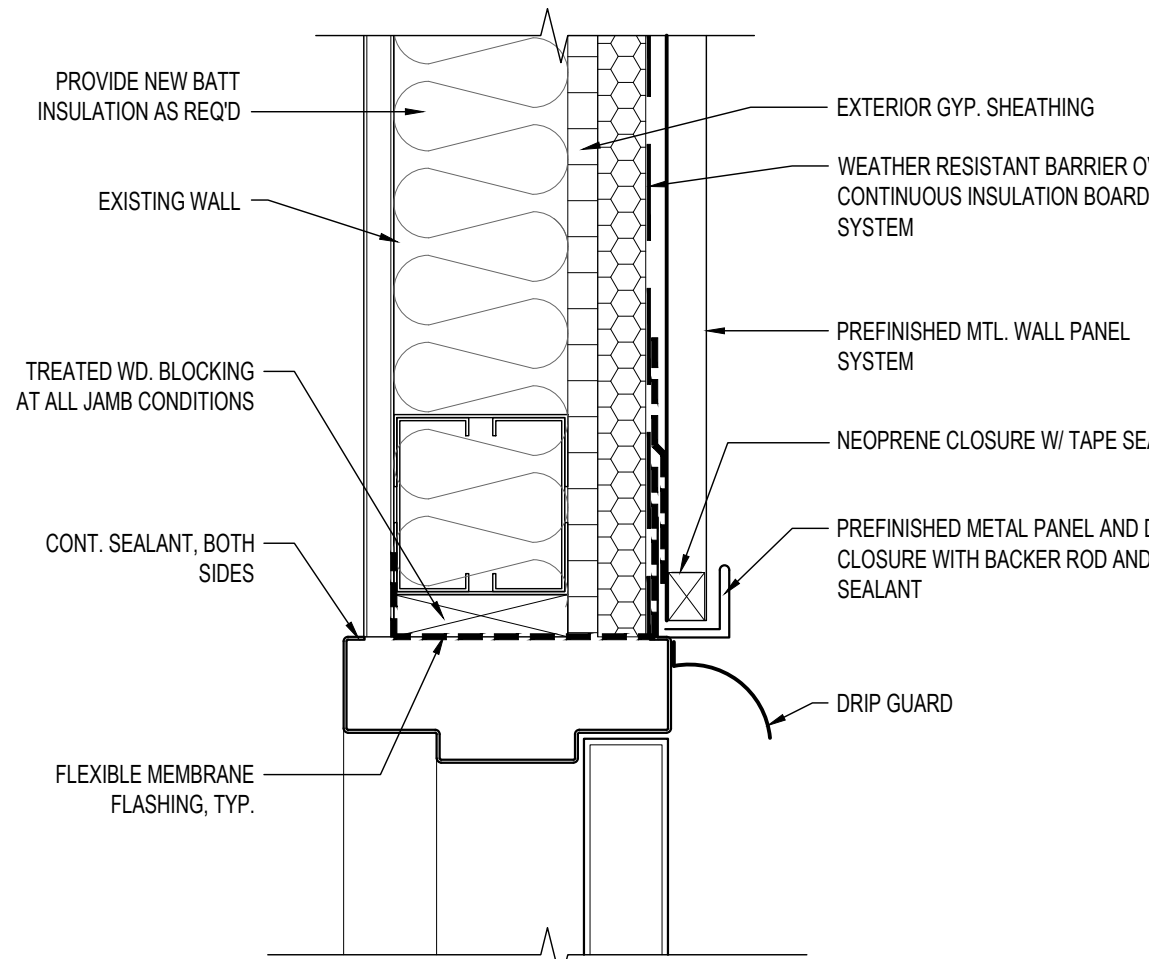 PROVIDE NEW BATT
INSULATION AS REQ'D
EXISTING WALL
TREATED WD. BLOCKING
AT ALL JAMB CONDITIONS
CONT. SEALANT, BOTH
SIDES
FLEXIBLE MEMBRANE
FLASHING, TYP.
EXTERIOR GYP. SHEATHING
WEATHER RESISTANT BARRIER
CONTINUOUS INSULATION BOARD
SYSTEM
PREFINISHED MTL. WALL PANEL
SYSTEM
NEOPRENE CLOSURE W/ TAPE
PREFINISHED METAL PANEL AND
CLOSURE WITH BACKER ROD AND
SEALANT
DRIP GUARD